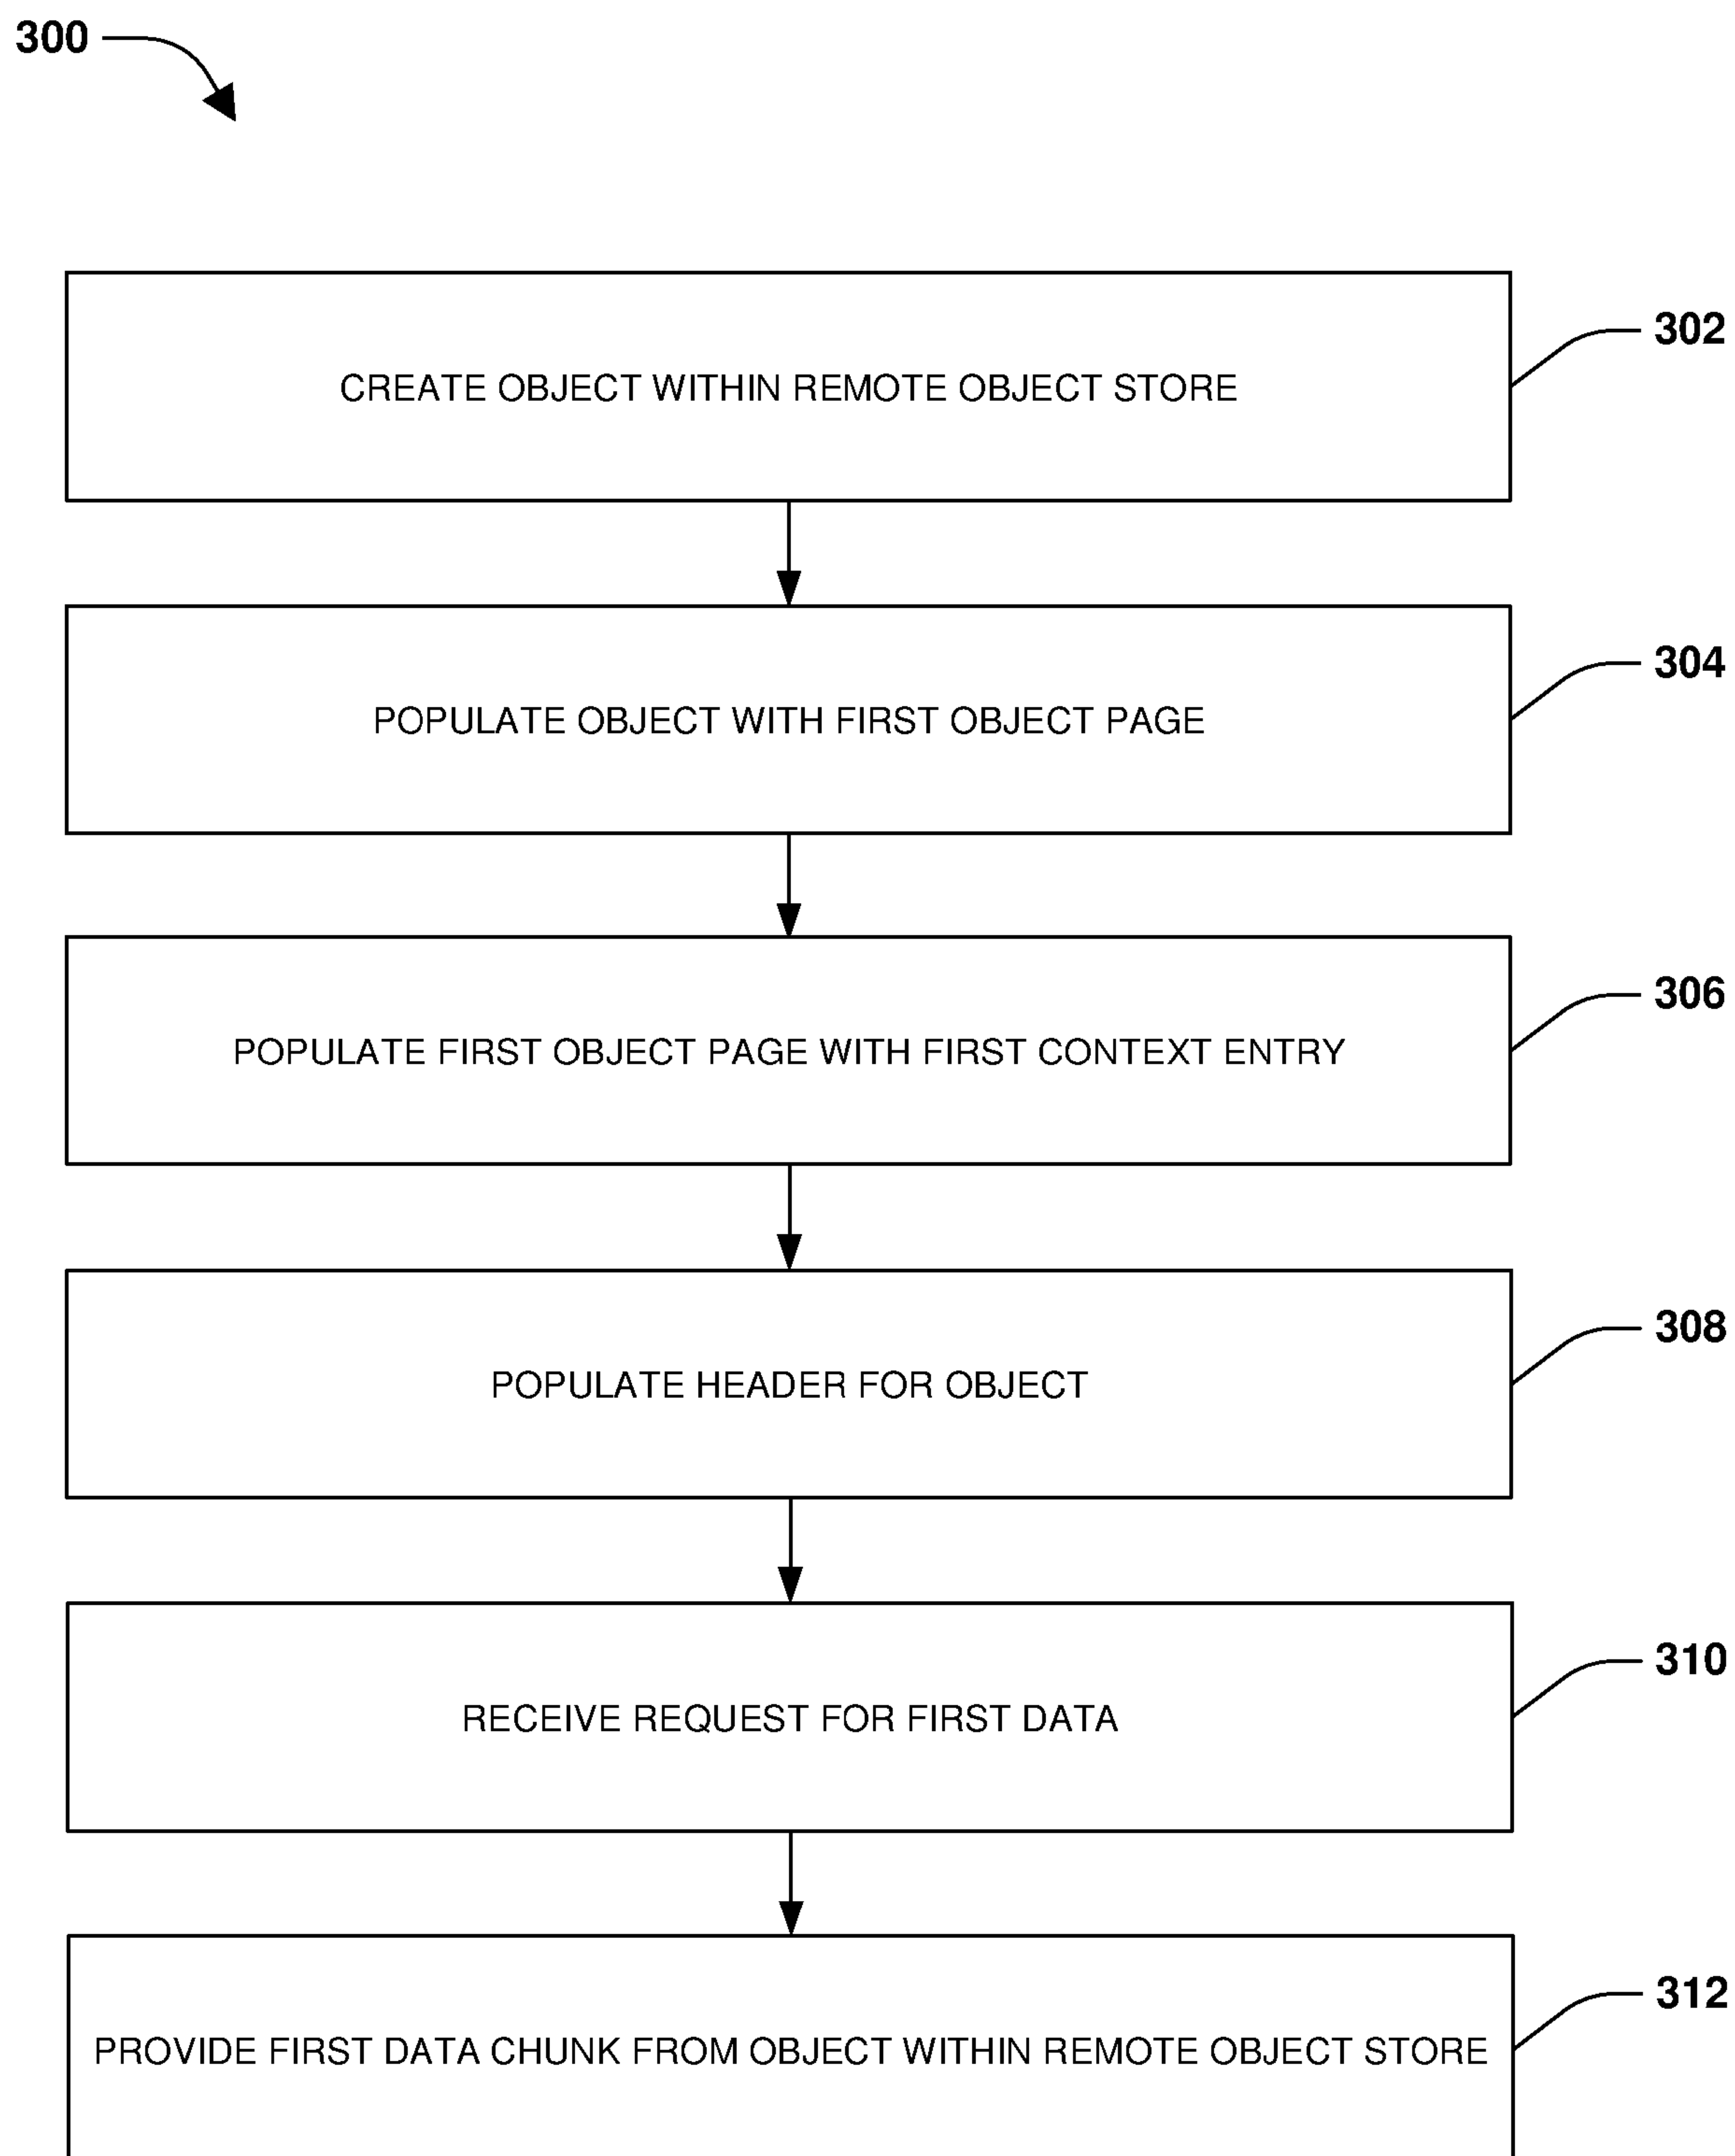 300
CREATE OBJECT WITHIN REMOTE OBJECT STORE
302
POPULATE OBJECT WITH FIRST OBJECT PAGE
304
POPULATE FIRST OBJECT PAGE WITH FIRST CONTEXT ENTRY
306
POPULATE HEADER FOR OBJECT
308
RECEIVE REQUEST FOR FIRST DATA
310
PROVIDE FIRST DATA CHUNK FROM OBJECT WITHIN REMOTE OBJECT STORE
312